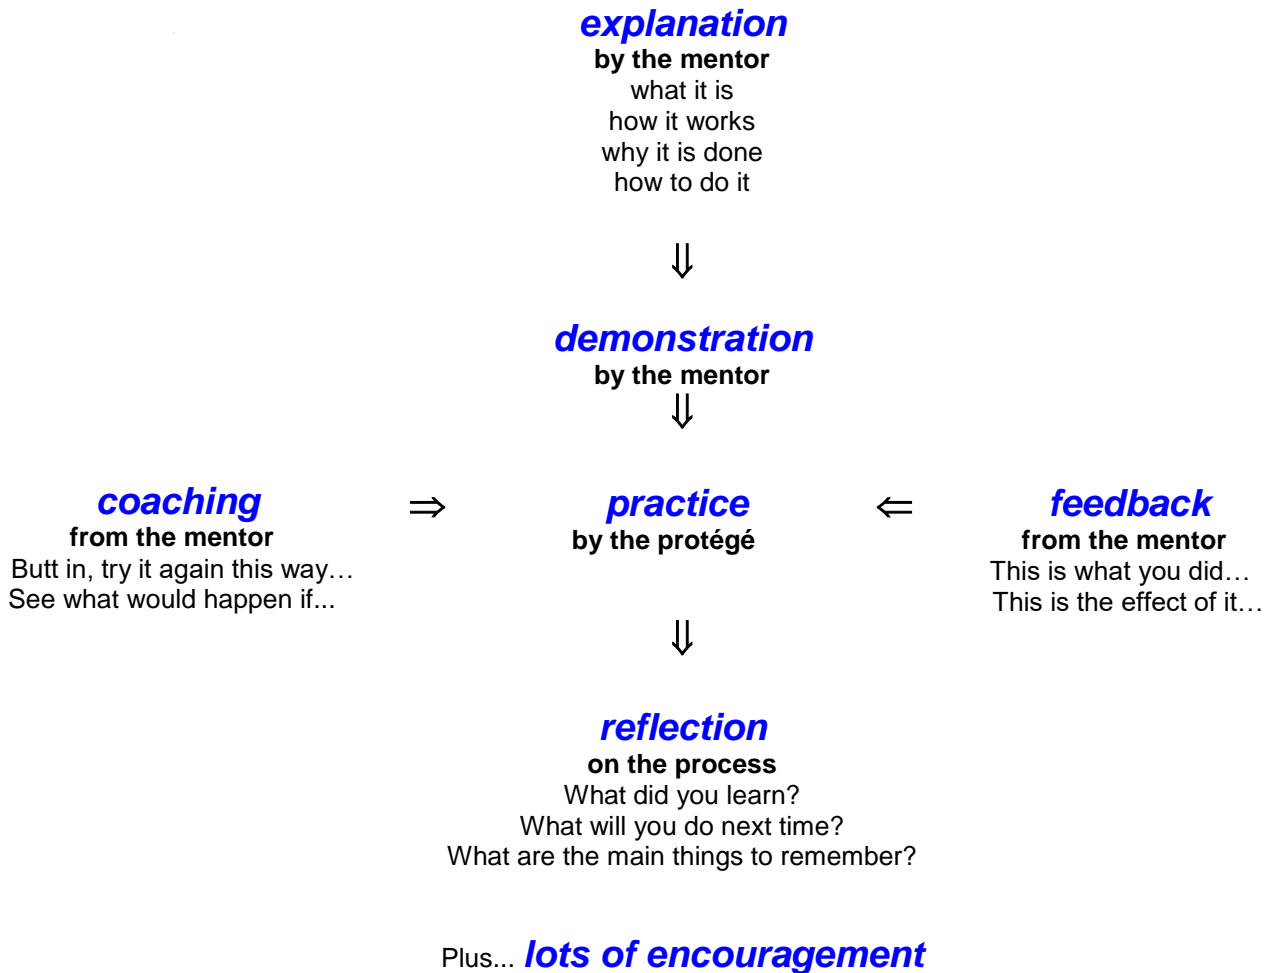 explanation
by the mentor
what it is
how it works
why it is done
how to do it
⇓
demonstration
by the mentor
⇓
coaching
from the mentor
Butt in, try it again this way…
See what would happen if...
⇒
practice
by the protégé
⇐
feedback
from the mentor
This is what you did…
This is the effect of it…
⇓
reflection
on the process
What did you learn?
What will you do next time?
What are the main things to remember?
Plus... lots of encouragement